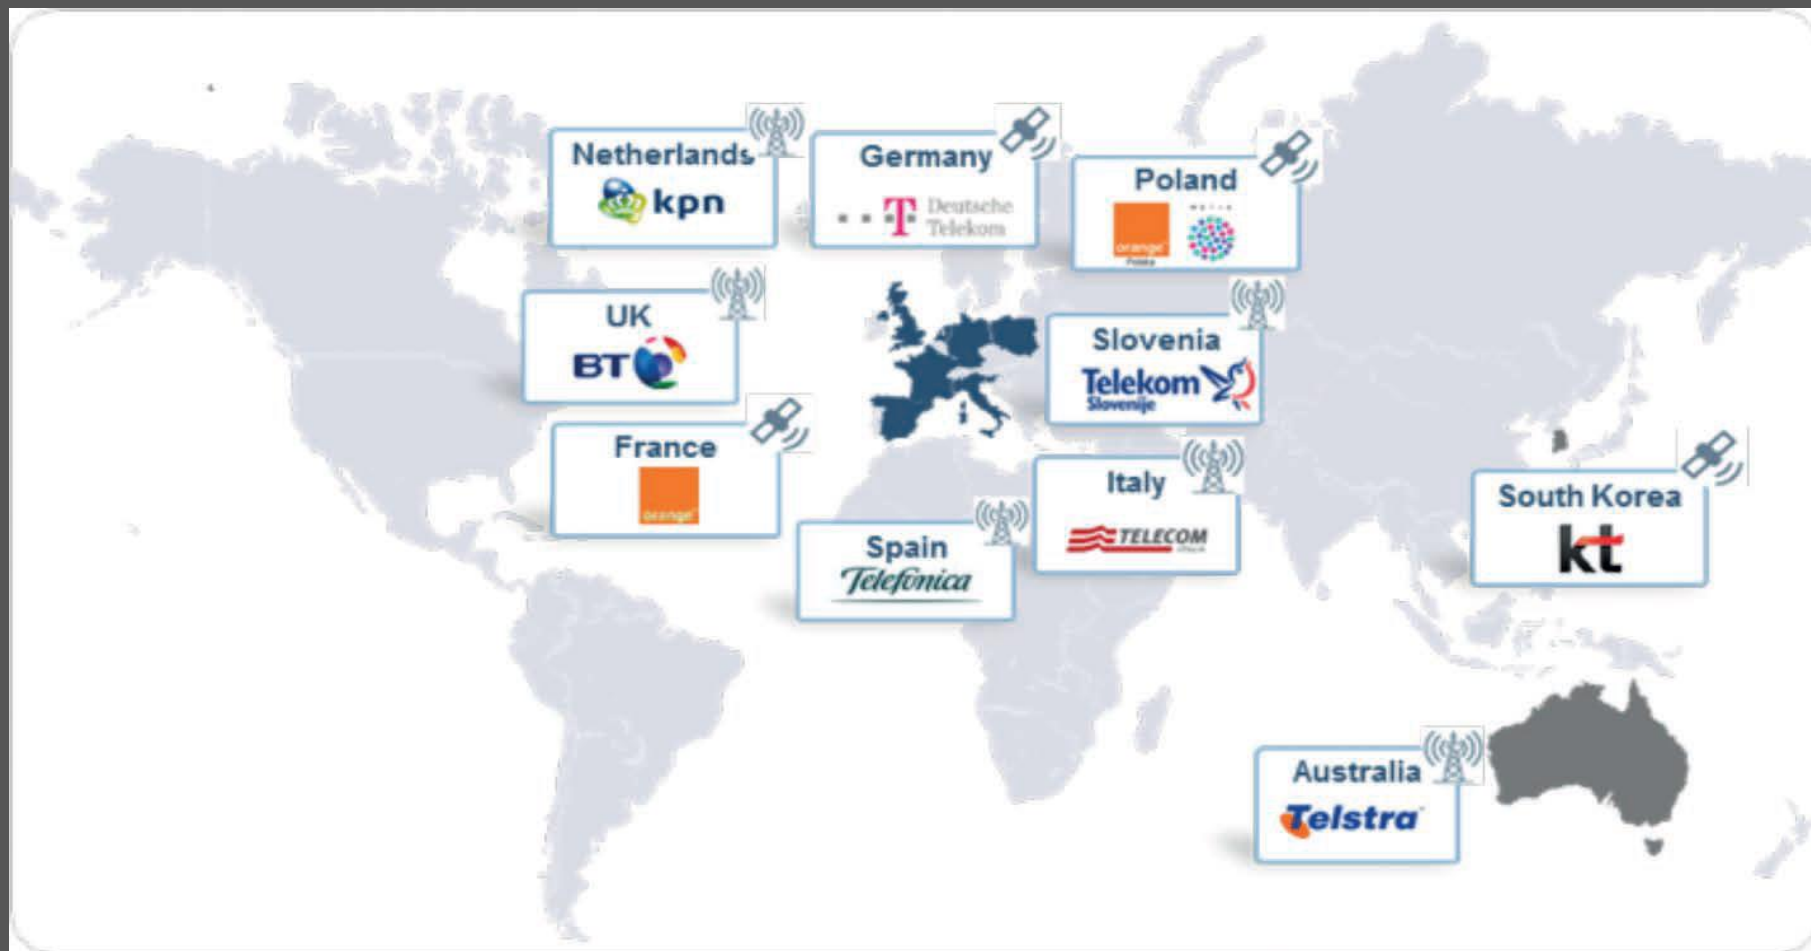 Netherlands
kpn
Germany
T Deutsche
Telekom
Poland
orange
Polska
UK
BT
Slovenia
Telekom
Slovenije
France
orange
Italy
TELECOM
Spain
Telefonica
South Korea
kt
Australia
Telstra